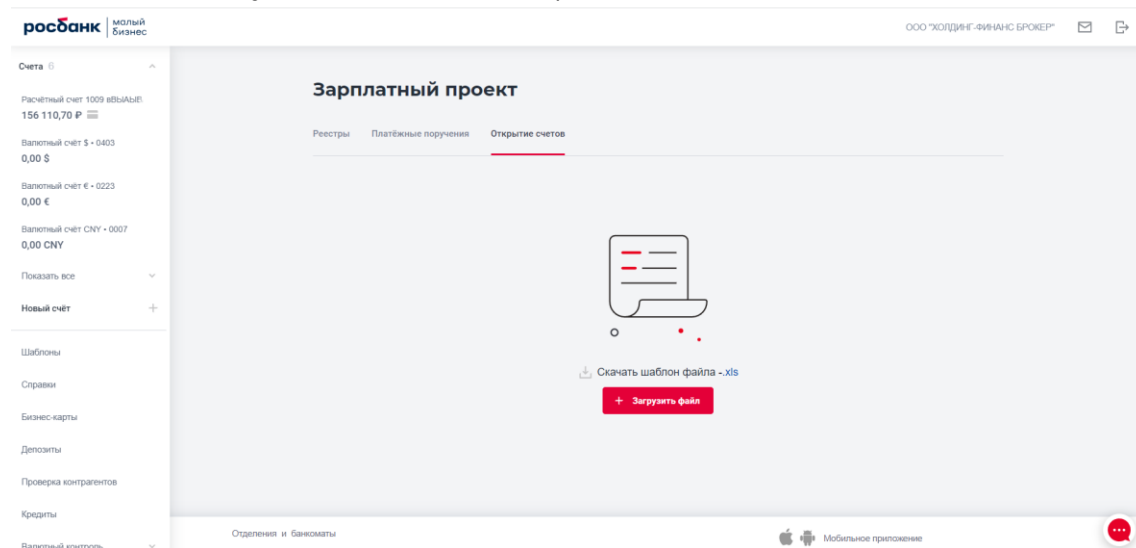 росбанк
малый
бизнес
ООО "ХОЛДИНГ-ФИНАНС БРОКЕР"
Счета 6
Расчётный счет 1009
156 110,70 ₽
Валютный счёт $ • 0403
0,00 $
Валютный счёт € • 0223
0,00 €
Валютный счёт CNY • 0007
0,00 CNY
Показать все
Новый счёт
Шаблоны
Справки
Бизнес-карты
Депозиты
Проверка контрагентов
Кредиты
Валютный контроль
Зарплатный проект
Реестры Платёжные поручения Открытие счетов
Скачать шаблон файла -.xls
+ Загрузить файл
Отделения и банкоматы
Мобильное приложение